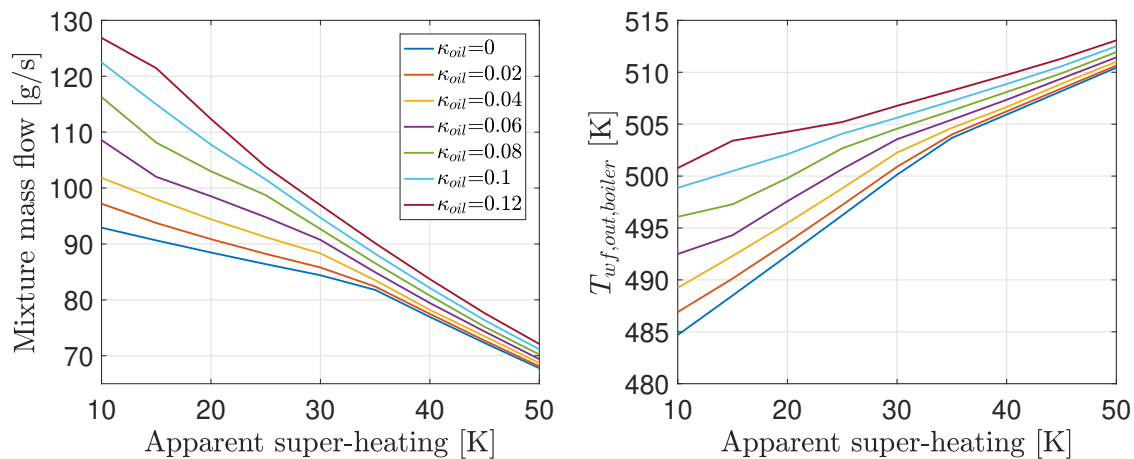 Mixture mass flow [g/s]
130
120
110
100
90
80
70
10 20 30 40 50
Apparent super-heating [K]
κoil=0
κoil=0.02
κoil=0.04
κoil=0.06
κoil=0.08
κoil=0.1
κoil=0.12
Twf,out,boiler [K]
515
510
505
500
495
490
485
480
10 20 30 40 50
Apparent super-heating [K]